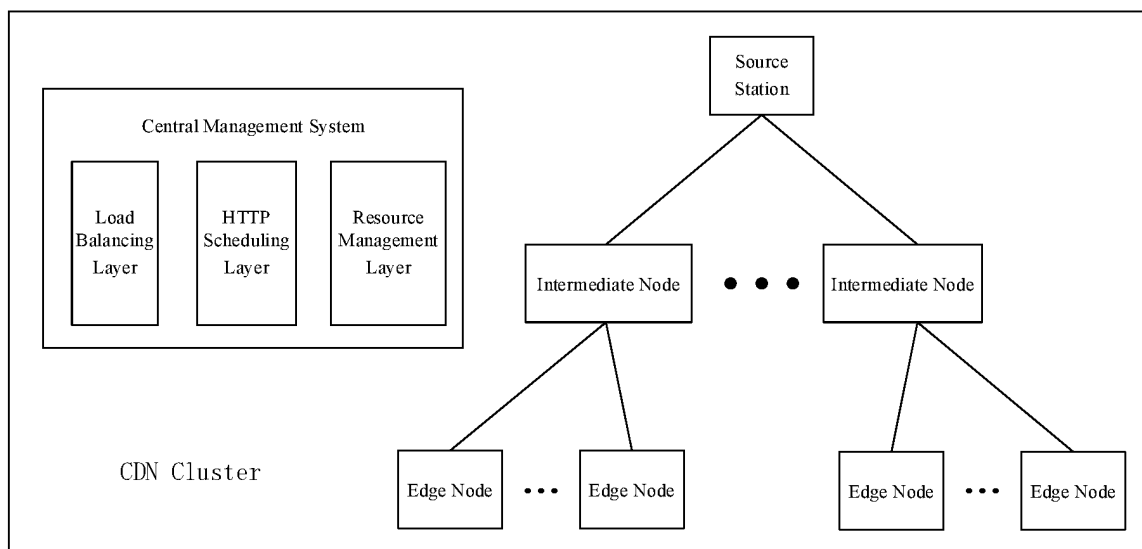 Source
Station
Central Management System
Load
Balancing
Layer
HTTP
Scheduling
Layer
Resource
Management
Layer
Intermediate Node
Intermediate Node
CDN Cluster
Edge Node
Edge Node
Edge Node
Edge Node